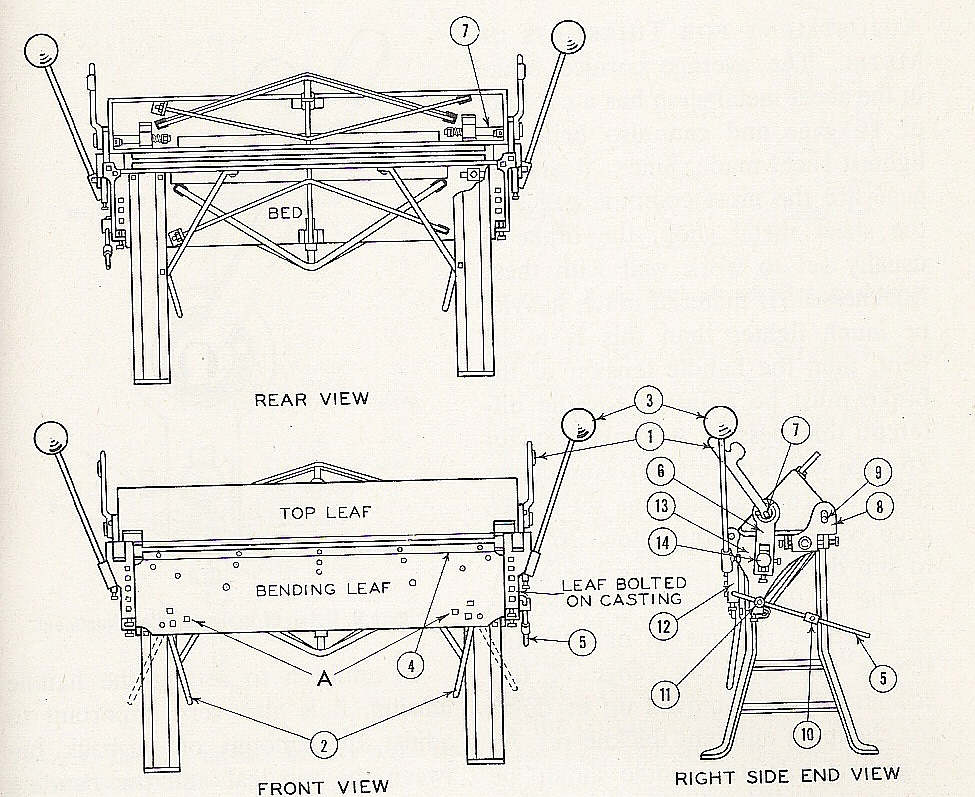 7
BED
REAR VIEW
3
1
7
6
9
13
8
14
TOP LEAF
BENDING LEAF
LEAF BOLTED
ON CASTING
12
5
4
A
11
5
10
2
FRONT VIEW
RIGHT SIDE END VIEW